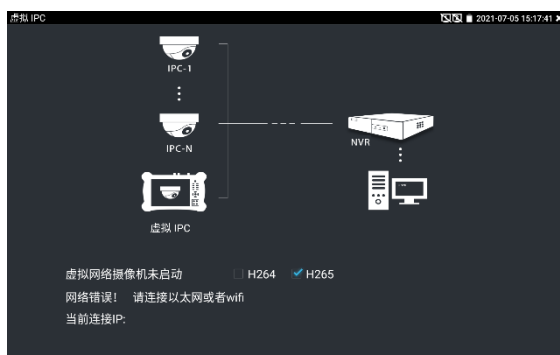 虚拟 IPC
2021-07-05 15:17:41
IPC-1
IPC-N
NVR
虚拟 IPC
虚拟网络摄像机未启动 H264 H265
网络错误! 请连接以太网或者wifi
当前连接IP: